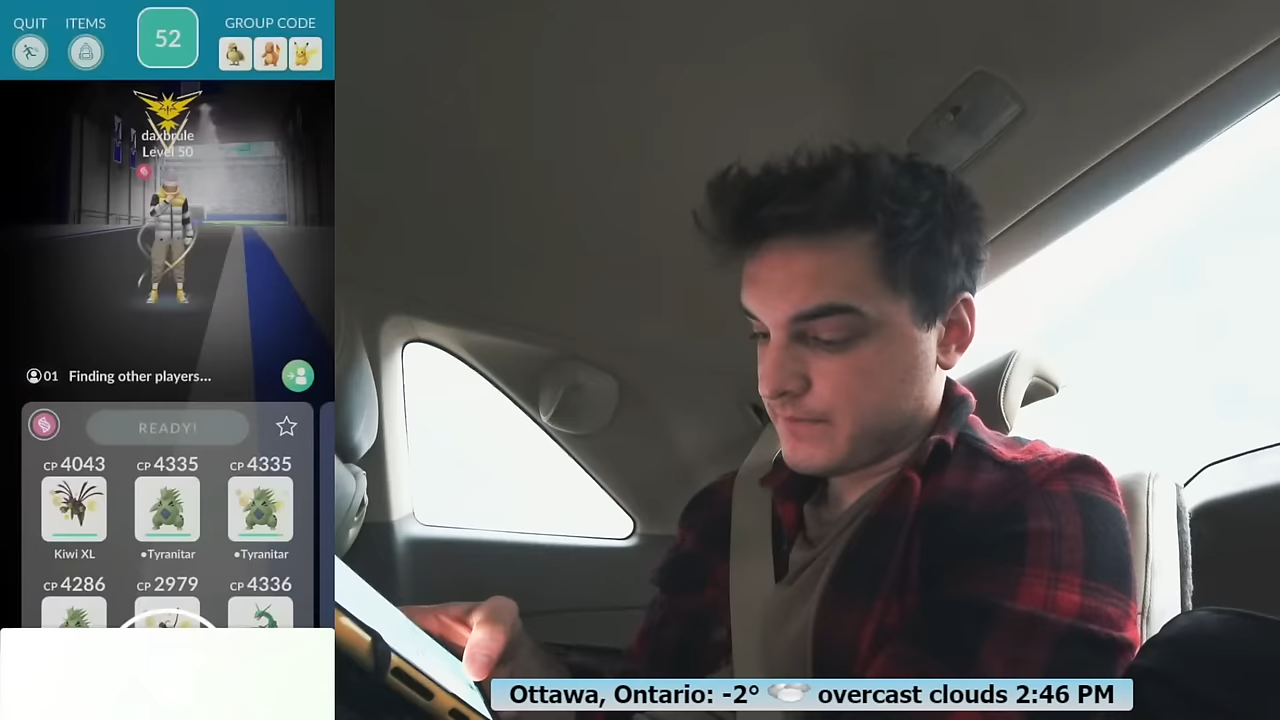 QUIT ITEMS GROUP CODE
52
daxbrule
Level 50
01 Finding other players...
READY!
CP 4043 CP 4335 CP 4335
Kiwi XL •Tyranitar •Tyranitar
CP 4286 CP 2979 CP 4336
Ottawa, Ontario: -2° overcast clouds 2:46 PM